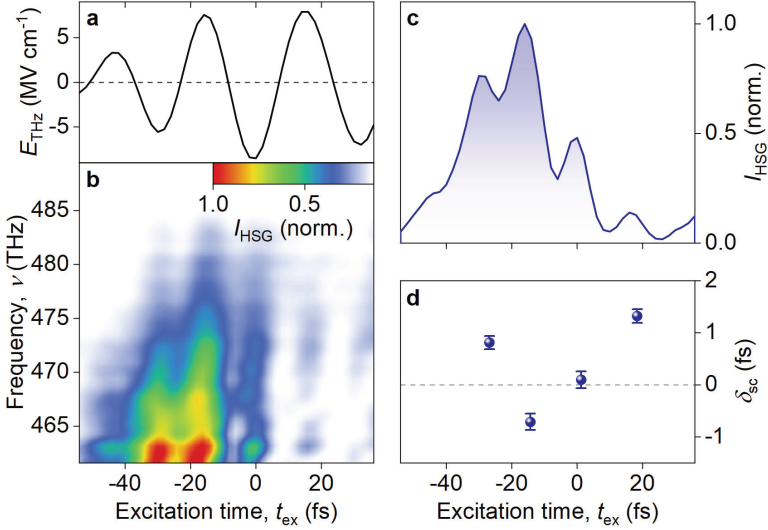 a
E_THz (MV cm⁻¹)
5
0
-5
b
1.0
0.5
I_HSG (norm.)
Frequency, ν (THz)
485
480
475
470
465
-40
-20
0
20
Excitation time, t_ex (fs)
c
1.0
0.5
0.0
I_HSG (norm.)
d
2
1
0
-1
δ_sc (fs)
-40
-20
0
20
Excitation time, t_ex (fs)